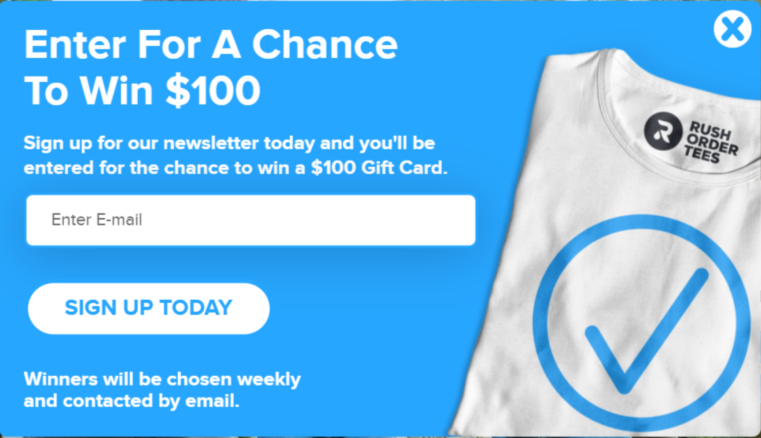 Enter For A Chance
To Win $100
Sign up for our newsletter today and you'll be
entered for the chance to win a $100 Gift Card.
Enter E-mail
SIGN UP TODAY
Winners will be chosen weekly
and contacted by email.
RUSH
ORDER
TEES